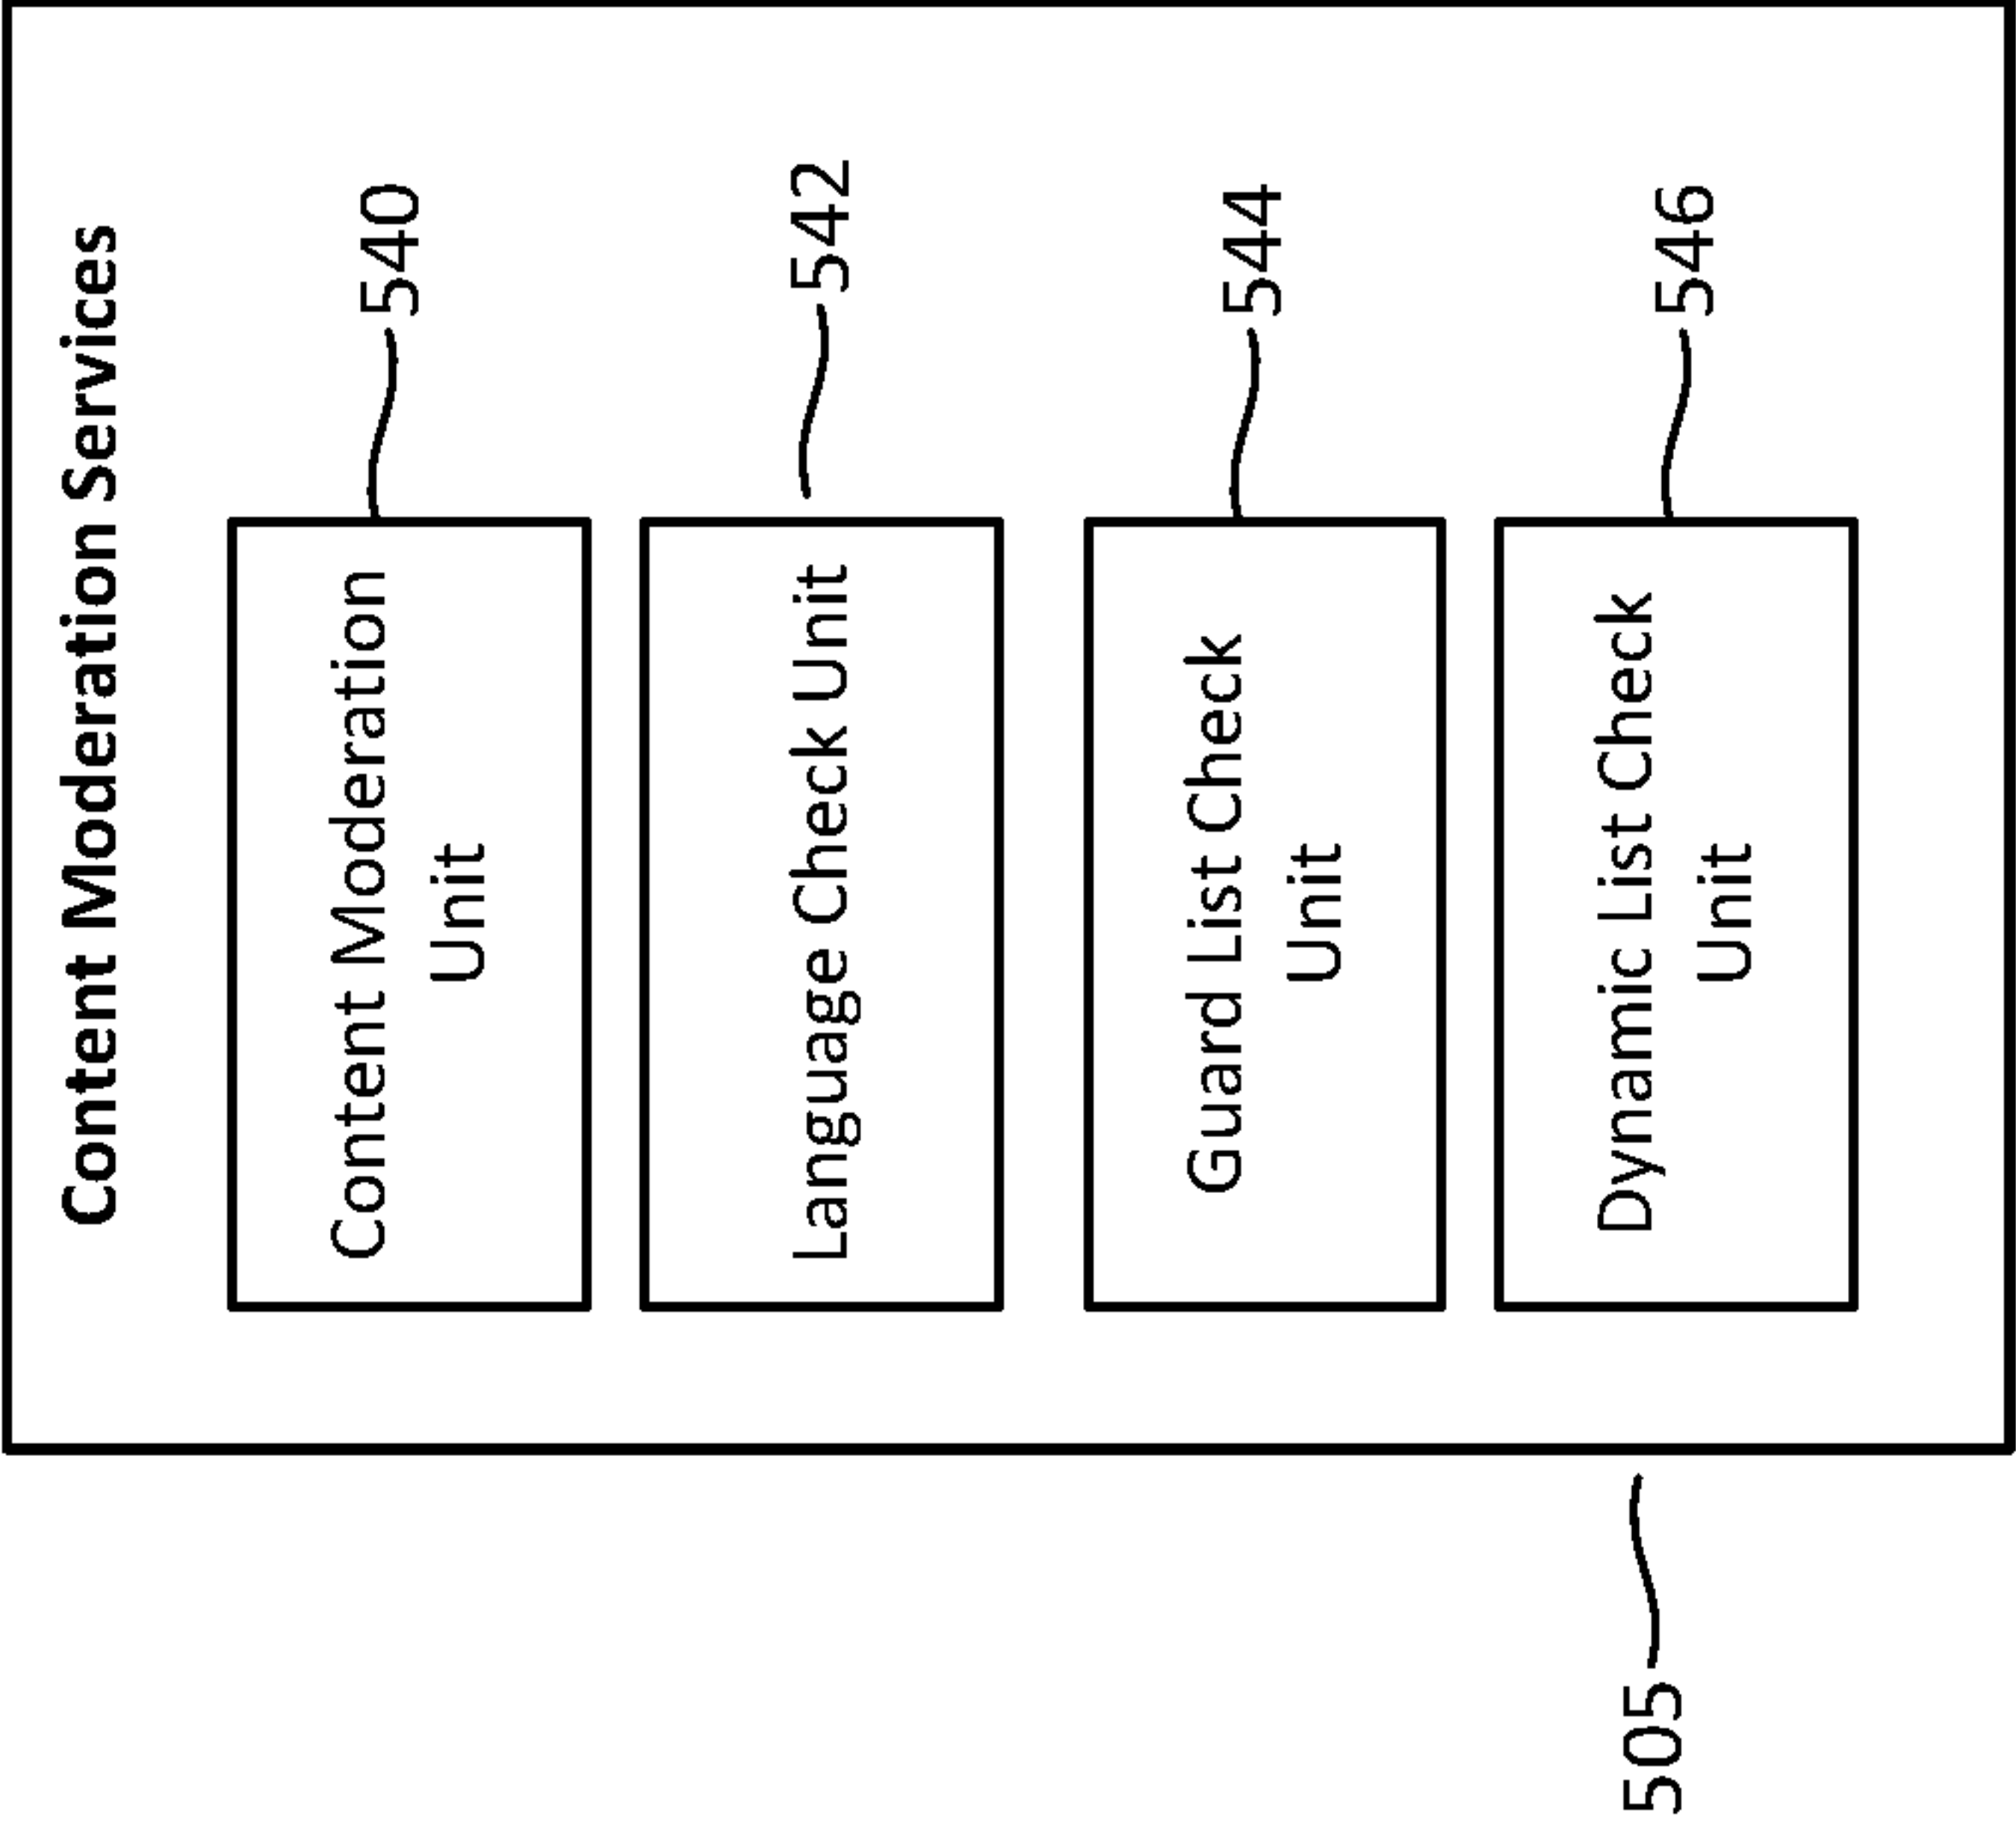 Content Moderation Services
Content Moderation
Unit
540
Language Check Unit
542
Guard List Check
Unit
544
Dynamic List Check
Unit
546
505